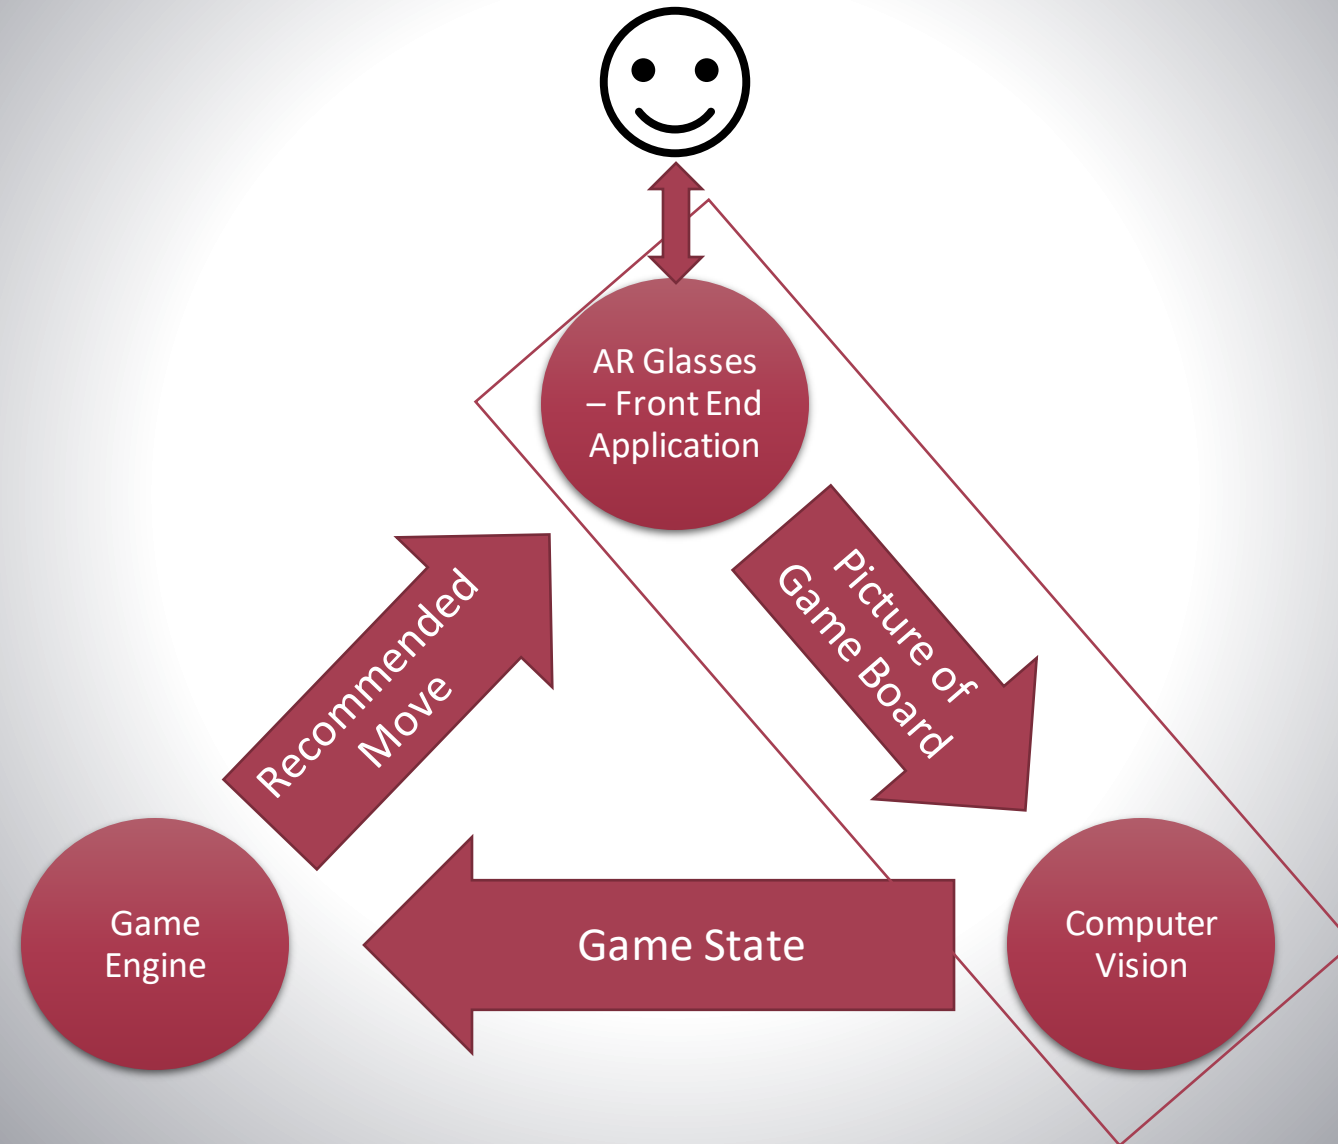 AR Glasses
– Front End
Application
Picture of
Game Board
Recommended
Move
Game State
Game
Engine
Computer
Vision